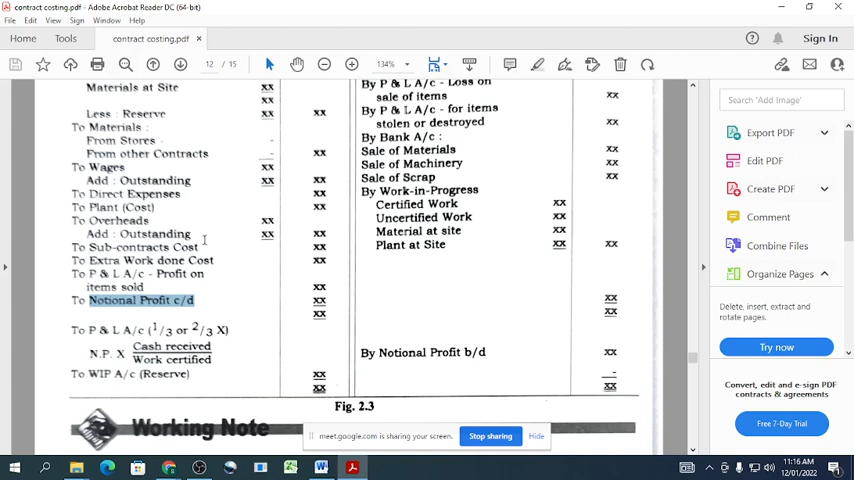 contract costing.pdf - Adobe Acrobat Reader DC (64-bit)
File Edit View Sign Window Help
Home Tools contract costing.pdf × Sign In
12 / 15 134%
Materials at Site xx
xx
Less : Reserve xx xx
To Materials :
From Stores - -
From other Contracts - xx
To Wages xx
Add : Outstanding xx xx
To Direct Expenses xx
To Plant (Cost) xx
To Overheads xx
Add : Outstanding xx xx
To Sub-contracts Cost xx
To Extra Work done Cost xx
To P & L A/c - Profit on
items sold xx
To Notional Profit c/d xx
xx
To P & L A/c (1/3 or 2/3 X)
N.P. X Cash received
Work certified
To WIP A/c (Reserve) xx
xx
By P & L A/c - Loss on
sale of items xx
By P & L A/c - for items
stolen or destroyed xx
By Bank A/c :
Sale of Materials xx
Sale of Machinery xx
Sale of Scrap xx
By Work-in-Progress
Certified Work xx
Uncertified Work xx
Material at site xx
Plant at Site xx xx
xx
xx
By Notional Profit b/d xx
-
xx
Fig. 2.3
Working Note
meet.google.com is sharing your screen. Stop sharing Hide
Search 'Add Image'
Export PDF
Edit PDF
Create PDF
Comment
Combine Files
Organize Pages
Delete, insert, extract and
rotate pages.
Try now
Convert, edit and e-sign PDF
contracts & agreements
Free 7-Day Trial
11:16 AM
12/01/2022